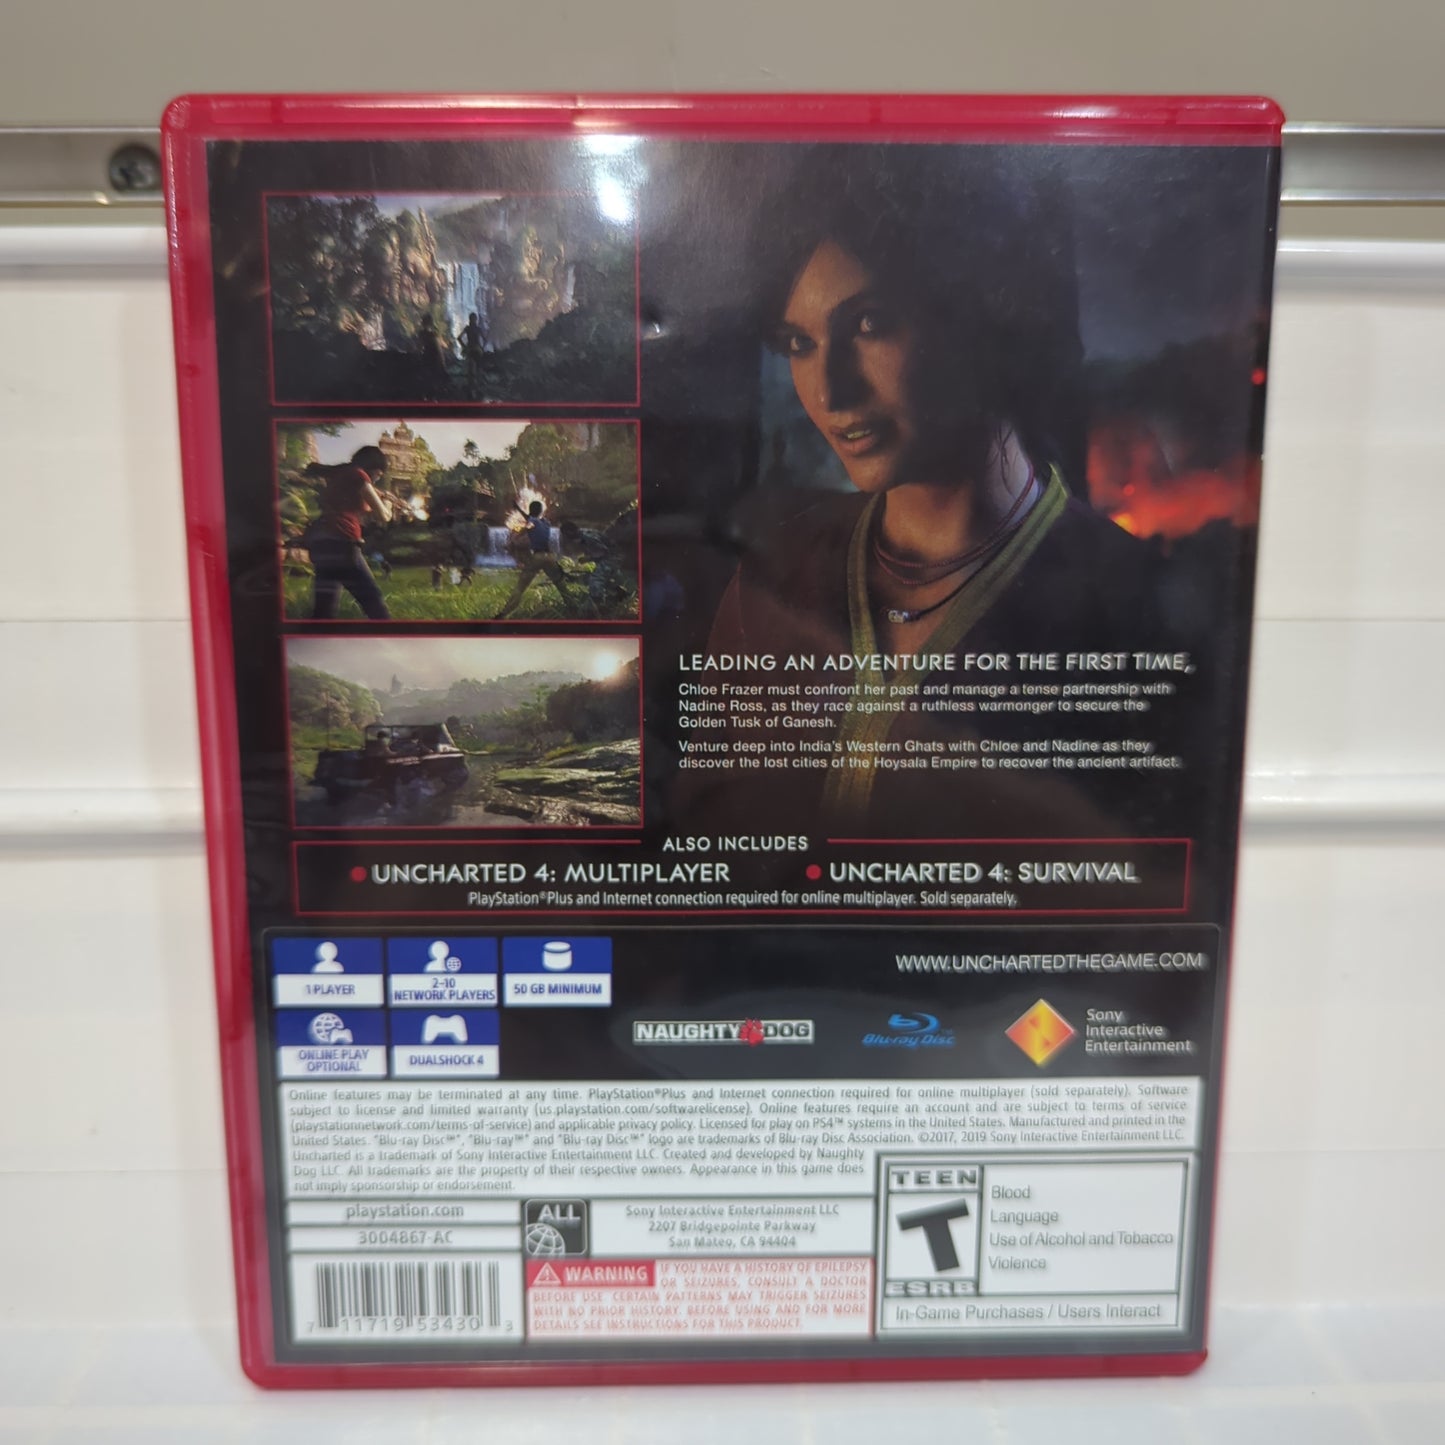 LEADING AN ADVENTURE FOR THE FIRST TIME,
Chloe Frazer must confront her past and manage a tense partnership with
Nadine Ross, as they race against a ruthless warmonger to secure the
Golden Tusk of Ganesh.
Venture deep into India's Western Ghats with Chloe and Nadine as they
discover the lost cities of the Hoysala Empire to recover the ancient artifact.
ALSO INCLUDES
UNCHARTED 4: MULTIPLAYER
UNCHARTED 4: SURVIVAL
PlayStation®Plus and Internet connection required for online multiplayer. Sold separately.
1 PLAYER
2-10
NETWORK PLAYERS
50 GB MINIMUM
ONLINE PLAY
OPTIONAL
DUALSHOCK 4
WWW.UNCHARTEDTHEGAME.COM
NAUGHTY DOG
Blu-ray Disc™
Sony
Interactive
Entertainment
Online features may be terminated at any time. PlayStation®Plus and Internet connection required for online multiplayer (sold separately). Software
subject to license and limited warranty (us.playstation.com/softwarelicense). Online features require an account and are subject to terms of service
(playstationnetwork.com/terms-of-service) and applicable privacy policy. Licensed for play on PS4™ systems in the United States. Manufactured and printed in the
United States. "Blu-ray Disc™", "Blu-ray™" and "Blu-ray Disc™" logo are trademarks of Blu-ray Disc Association. ©2017, 2019 Sony Interactive Entertainment LLC.
Uncharted is a trademark of Sony Interactive Entertainment LLC. Created and developed by Naughty
Dog LLC. All trademarks are the property of their respective owners. Appearance in this game does
not imply sponsorship or endorsement.
playstation.com
3004867-AC
ALL
Sony Interactive Entertainment LLC
2207 Bridgepointe Parkway
San Mateo, CA 94404
WARNING IF YOU HAVE A HISTORY OF EPILEPSY
OR SEIZURES, CONSULT A DOCTOR
BEFORE USE. CERTAIN PATTERNS MAY TRIGGER SEIZURES
WITH NO PRIOR HISTORY. BEFORE USING AND FOR MORE
DETAILS SEE INSTRUCTIONS FOR THIS PRODUCT.
7 11719 53430 3
TEEN
T
ESRB
Blood
Language
Use of Alcohol and Tobacco
Violence
In-Game Purchases / Users Interact